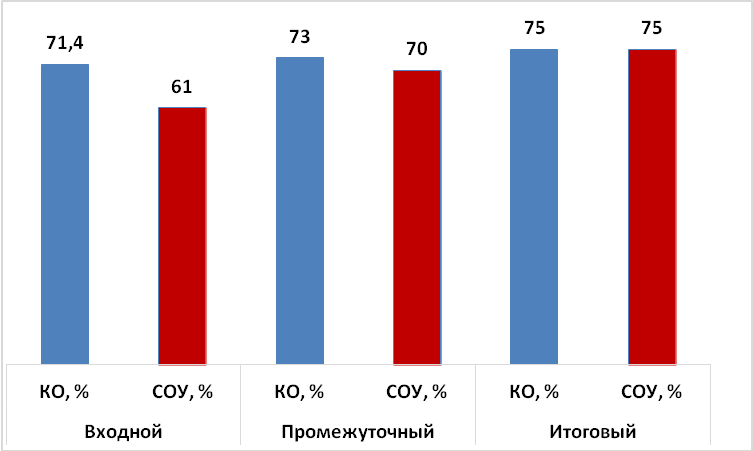 71,4
61
73
70
75
75
КО, %
СОУ, %
КО, %
СОУ, %
КО, %
СОУ, %
Входной
Промежуточный
Итоговый